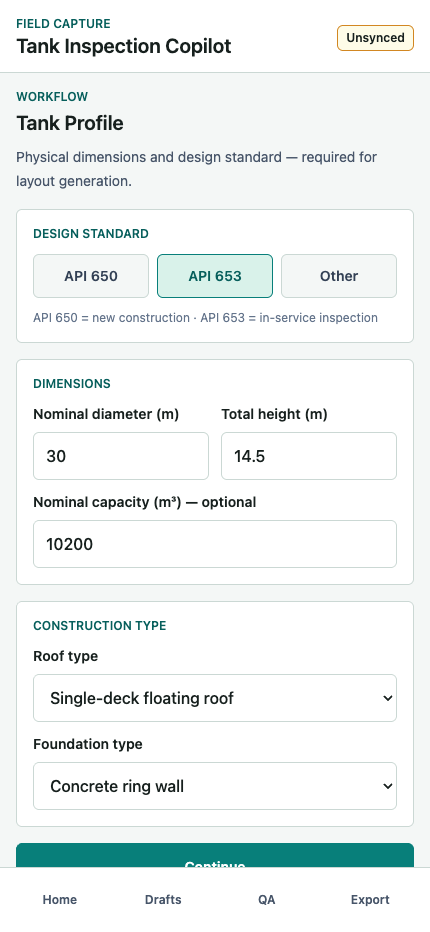 FIELD CAPTURE
Tank Inspection Copilot
Unsynced
WORKFLOW
Tank Profile
Physical dimensions and design standard — required for
layout generation.
DESIGN STANDARD
API 650
API 653
Other
API 650 = new construction · API 653 = in-service inspection
DIMENSIONS
Nominal diameter (m)
Total height (m)
30
14.5
Nominal capacity (m³) — optional
10200
CONSTRUCTION TYPE
Roof type
Single-deck floating roof
Foundation type
Concrete ring wall
Continue
Home
Drafts
QA
Export